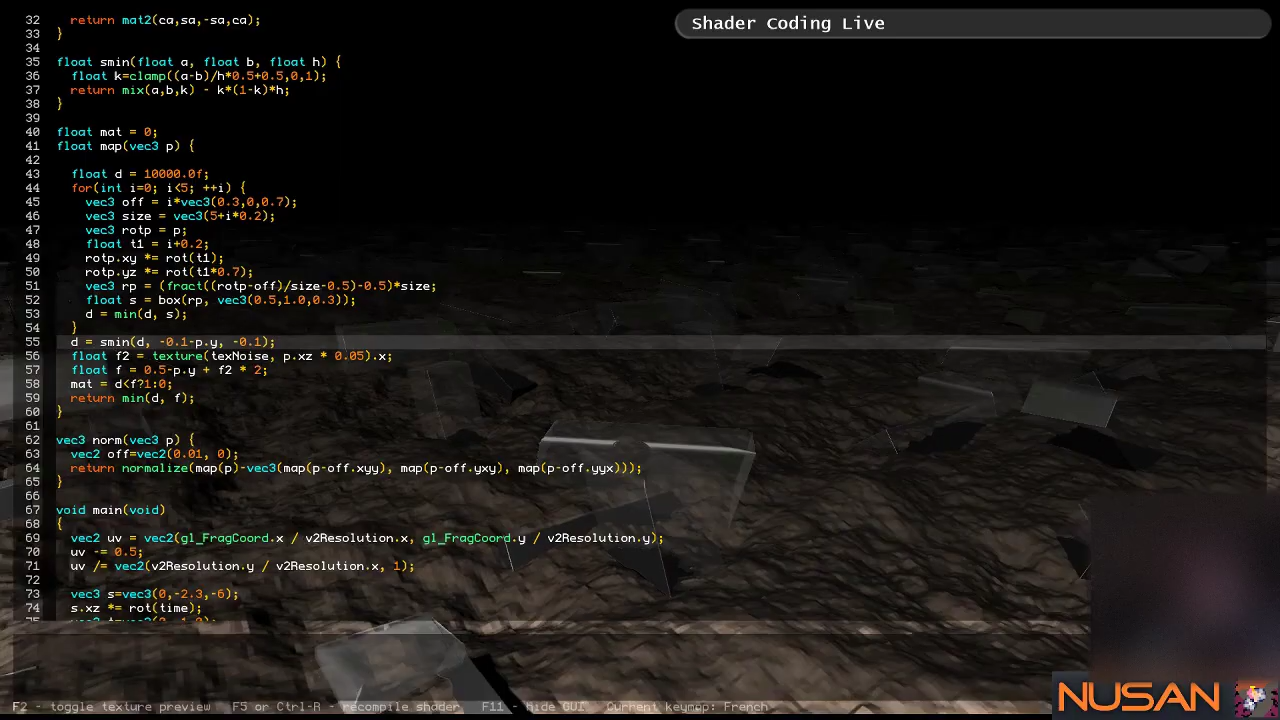 Shader Coding Live
32 return mat2(ca,sa,-sa,ca);
33 }
34
35 float smin(float a, float b, float h) {
36 float k=clamp((a-b)/h*0.5+0.5,0,1);
37 return mix(a,b,k) - k*(1-k)*h;
38 }
39
40 float mat = 0;
41 float map(vec3 p) {
42
43 float d = 10000.0f;
44 for(int i=0; i<5; ++i) {
45 vec3 off = i*vec3(0.3,0,0.7);
46 vec3 size = vec3(5+i*0.2);
47 vec3 rotp = p;
48 float t1 = i+0.2;
49 rotp.xy *= rot(t1);
50 rotp.yz *= rot(t1*0.7);
51 vec3 rp = (fract((rotp-off)/size-0.5)-0.5)*size;
52 float s = box(rp, vec3(0.5,1.0,0.3));
53 d = min(d, s);
54 }
55 d = smin(d, -0.1-p.y, -0.1);
56 float f2 = texture(texNoise, p.xz * 0.05).x;
57 float f = 0.5-p.y + f2 * 2;
58 mat = d<f?1:0;
59 return min(d, f);
60 }
61
62 vec3 norm(vec3 p) {
63 vec2 off=vec2(0.01, 0);
64 return normalize(map(p)-vec3(map(p-off.xyy), map(p-off.yxy), map(p-off.yyx)));
65 }
66
67 void main(void)
68 {
69 vec2 uv = vec2(gl_FragCoord.x / v2Resolution.x, gl_FragCoord.y / v2Resolution.y);
70 uv -= 0.5;
71 uv /= vec2(v2Resolution.y / v2Resolution.x, 1);
72
73 vec3 s=vec3(0,-2.3,-6);
74 s.xz *= rot(time);
F2 - toggle texture preview F5 or Ctrl-R - recompile shader F11 - hide GUI Current keymap: French
NUSAN